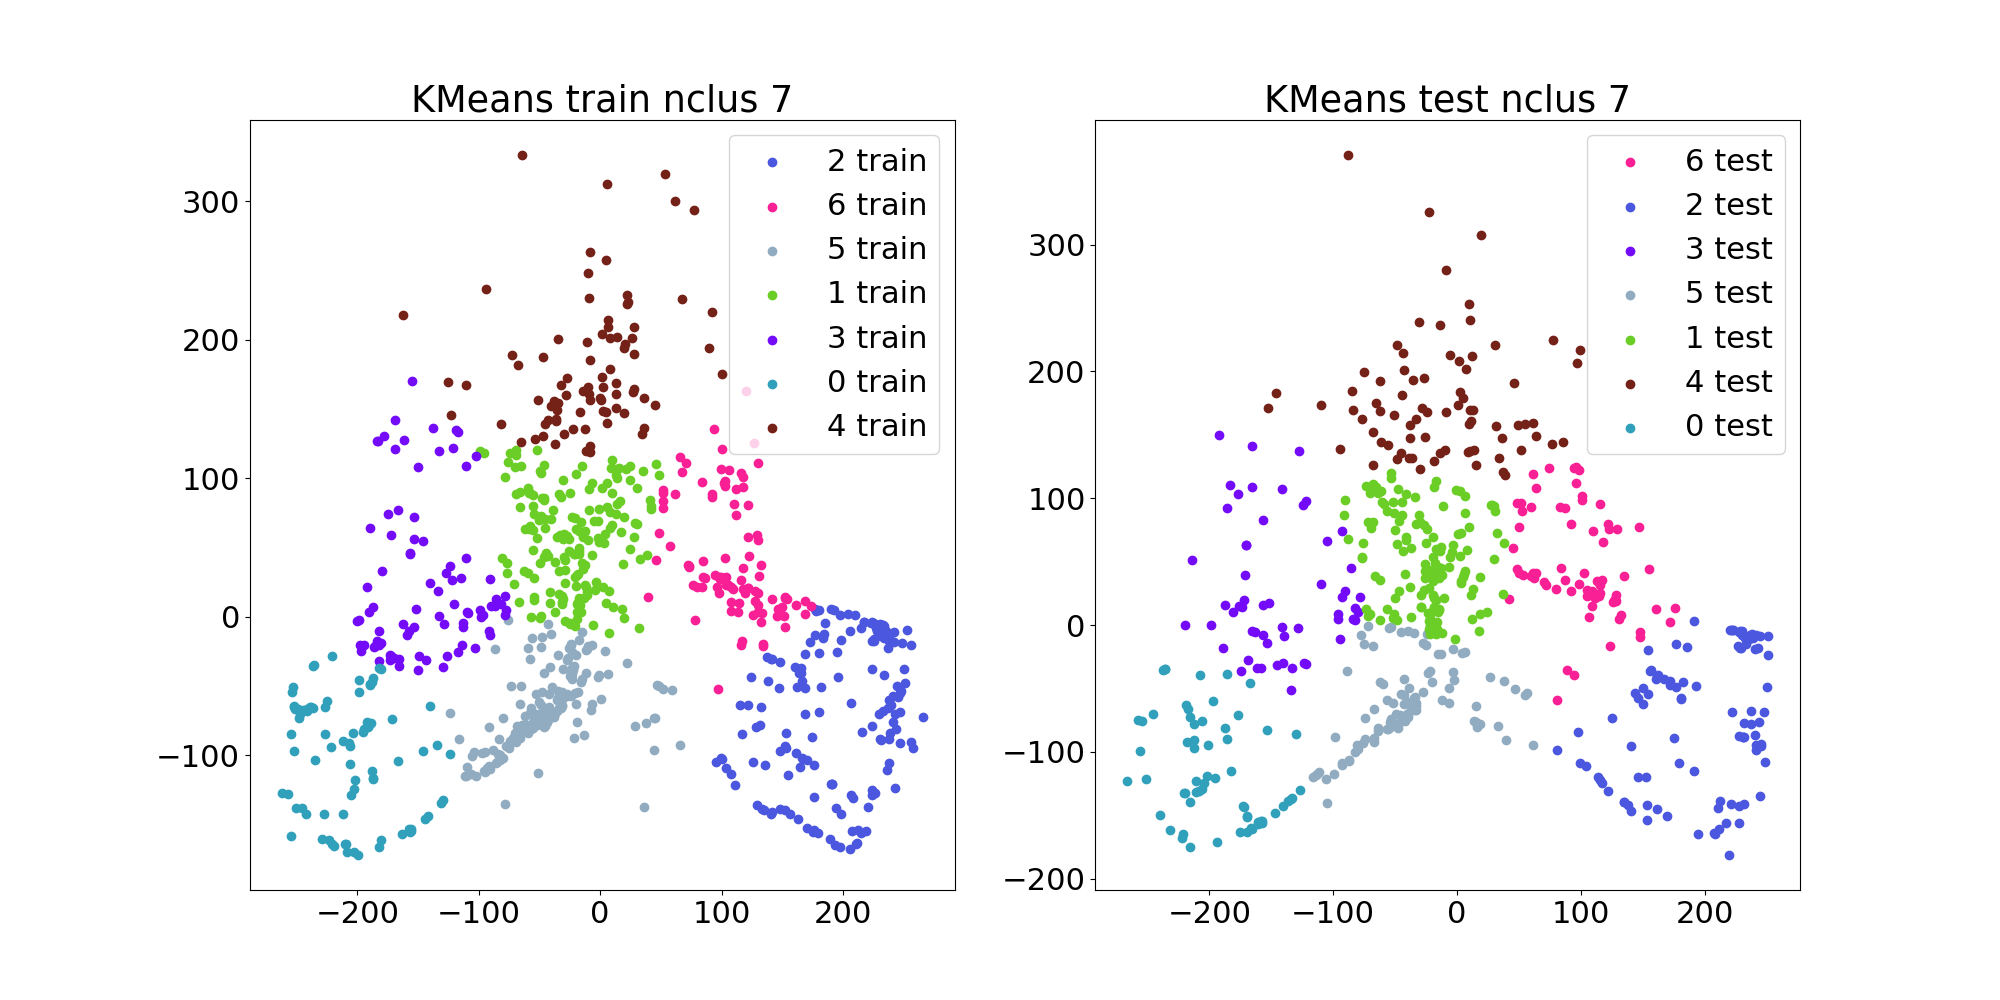 KMeans train nclus 7
2 train
6 train
5 train
1 train
3 train
0 train
4 train
300
200
100
0
−100
−200 −100 0 100 200
KMeans test nclus 7
6 test
2 test
3 test
5 test
1 test
4 test
0 test
300
200
100
0
−100
−200
−200 −100 0 100 200